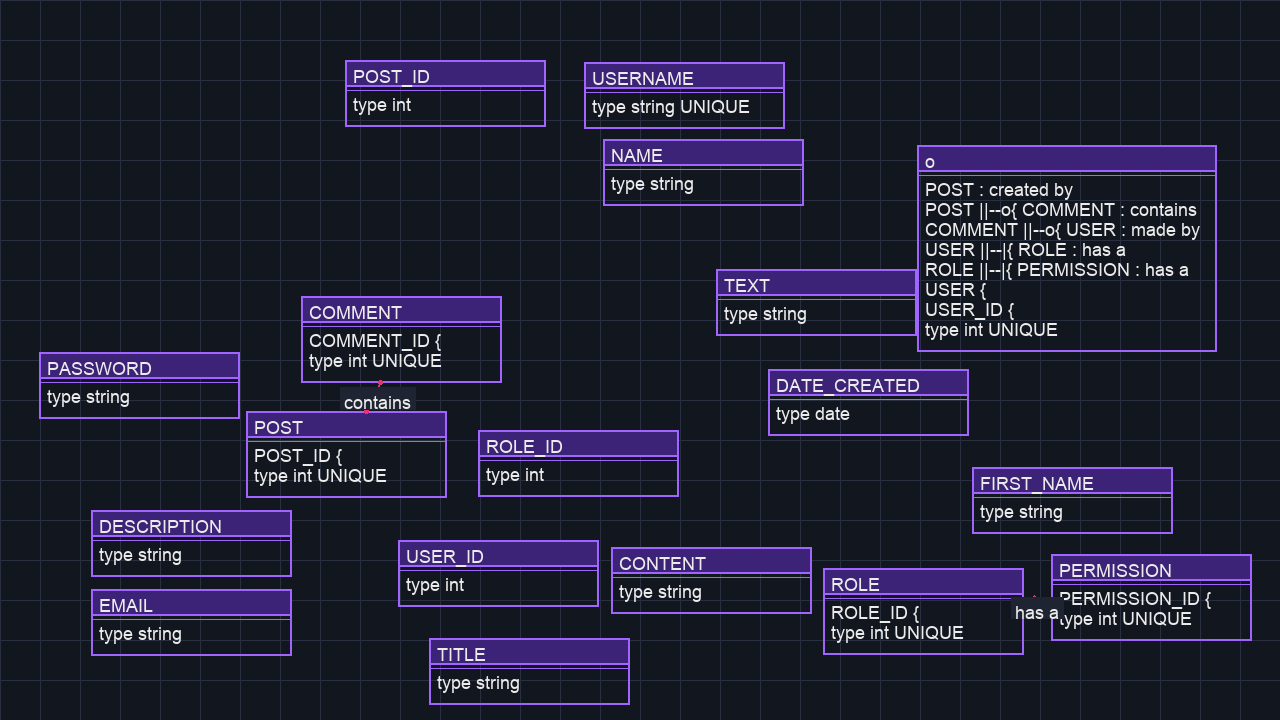 POST_ID
type int
USERNAME
type string UNIQUE
NAME
type string
o
POST : created by
POST ||--o{ COMMENT : contains
COMMENT ||--o{ USER : made by
USER ||--|{ ROLE : has a
ROLE ||--|{ PERMISSION : has a
USER {
USER_ID {
type int UNIQUE
TEXT
type string
COMMENT
COMMENT_ID {
type int UNIQUE
PASSWORD
type string
contains
DATE_CREATED
type date
POST
POST_ID {
type int UNIQUE
ROLE_ID
type int
FIRST_NAME
type string
DESCRIPTION
type string
USER_ID
type int
CONTENT
type string
ROLE
ROLE_ID {
type int UNIQUE
has a
PERMISSION
PERMISSION_ID {
type int UNIQUE
EMAIL
type string
TITLE
type string